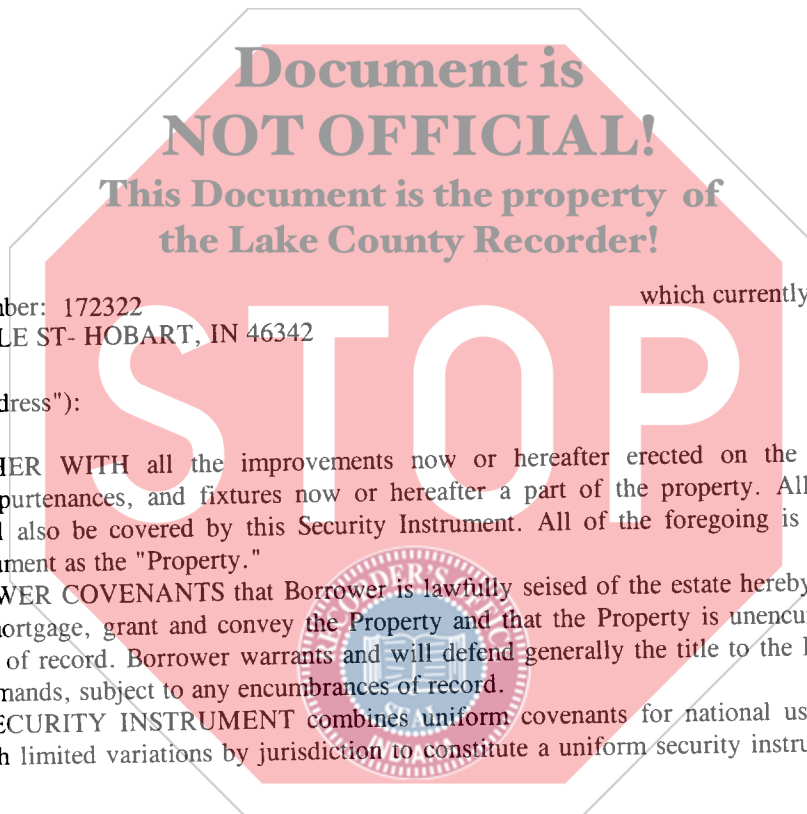 Document is
NOT OFFICIAL!
This Document is the property of
the Lake County Recorder!
nber: 172322 which currently
LE ST- HOBART, IN 46342
dress"):
STOP
HER WITH all the improvements now or hereafter erected on the
purtenances, and fixtures now or hereafter a part of the property. All
l also be covered by this Security Instrument. All of the foregoing is
ument as the "Property."
WER COVENANTS that Borrower is lawfully seised of the estate hereby
nortgage, grant and convey the Property and that the Property is unencu
of record. Borrower warrants and will defend generally the title to the
mands, subject to any encumbrances of record.
ECURITY INSTRUMENT combines uniform covenants for national us
h limited variations by jurisdiction to constitute a uniform security instru
SEAL